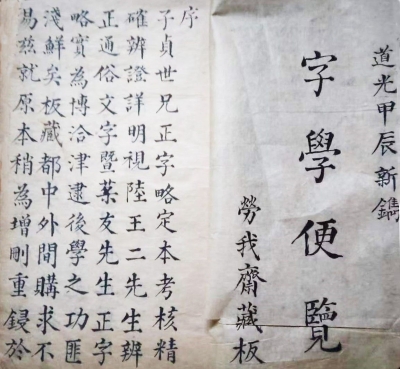 道光甲辰新鐫
字學便覽
勞我齋藏板
序
子貞世兄正字略定本考核精
確辨證詳明視陸王二先生辨
正通俗文字暨葉友先生正字
略實為博洽津逮後學之功匪
淺鮮矣板藏都中外間購求不
易茲就原本稍為增刪重鋟於